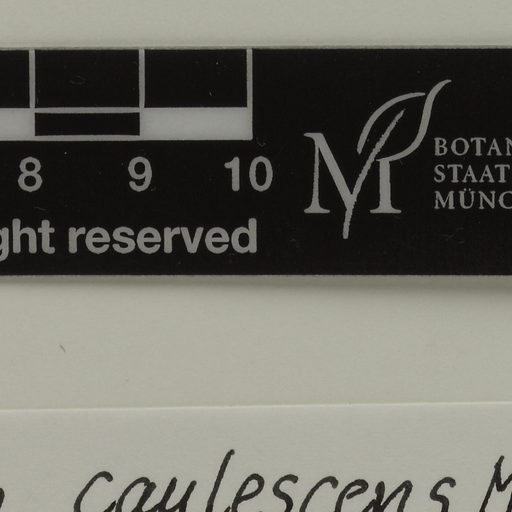 8 9 10
ght reserved
BOTAN
STAAT
MÜNC
caulescens M